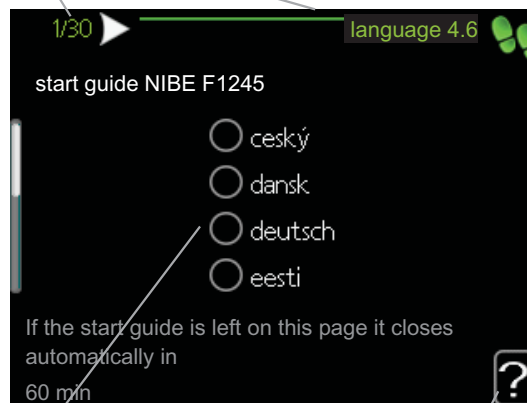 1/30
language 4.6
start guide NIBE F1245
ceský
dansk
deutsch
eesti
If the start guide is left on this page it closes
automatically in
60 min
?